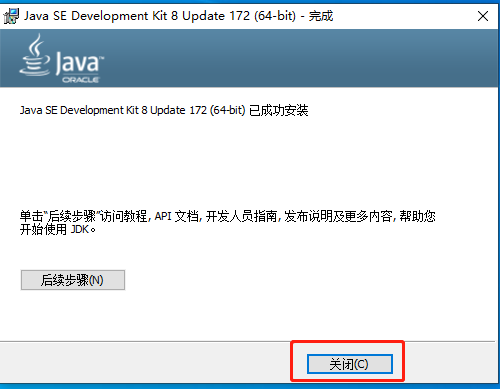 Java SE Development Kit 8 Update 172 (64-bit) - 完成
Java
ORACLE
Java SE Development Kit 8 Update 172 (64-bit) 已成功安装
单击“后续步骤”访问教程, API 文档, 开发人员指南, 发布说明及更多内容, 帮助您
开始使用 JDK。
后续步骤(N)
关闭(C)